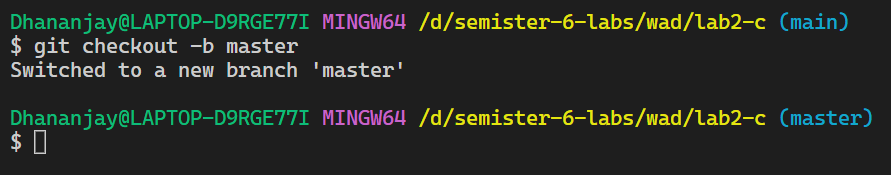 Dhananjay@LAPTOP-D9RGE77I MINGW64 /d/semister-6-labs/wad/lab2-c (main)
$ git checkout -b master
Switched to a new branch 'master'
Dhananjay@LAPTOP-D9RGE77I MINGW64 /d/semister-6-labs/wad/lab2-c (master)
$